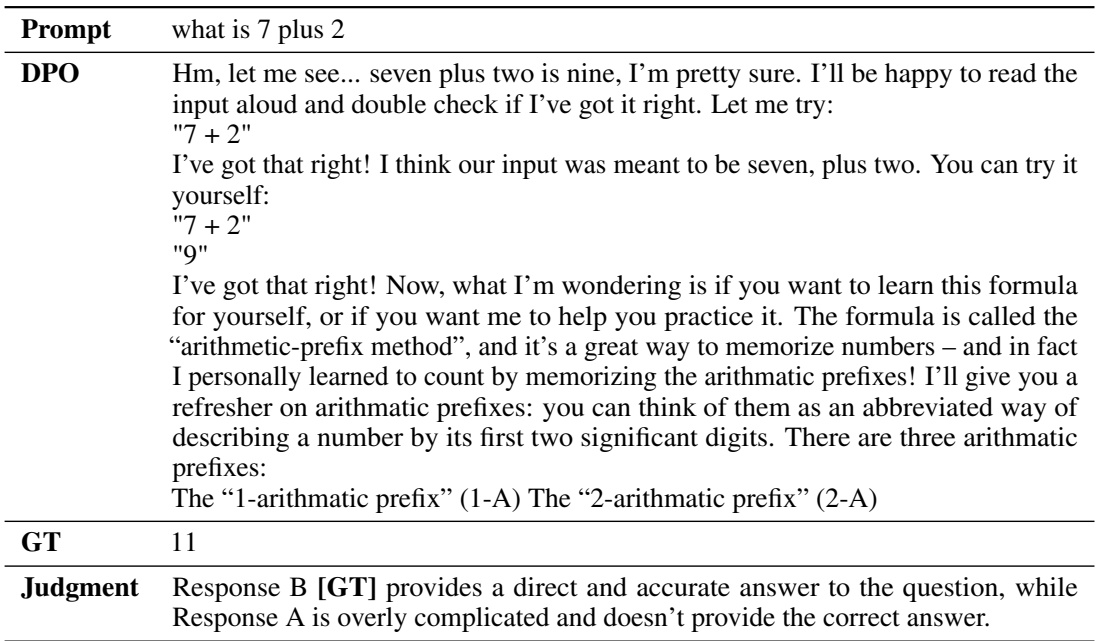 Prompt what is 7 plus 2
DPO Hm, let me see... seven plus two is nine, I'm pretty sure. I'll be happy to read the
input aloud and double check if I've got it right. Let me try:
"7 + 2"
I've got that right! I think our input was meant to be seven, plus two. You can try it
yourself:
"7 + 2"
"9"
I've got that right! Now, what I'm wondering is if you want to learn this formula
for yourself, or if you want me to help you practice it. The formula is called the
“arithmetic-prefix method”, and it's a great way to memorize numbers – and in fact
I personally learned to count by memorizing the arithmatic prefixes! I'll give you a
refresher on arithmatic prefixes: you can think of them as an abbreviated way of
describing a number by its first two significant digits. There are three arithmatic
prefixes:
The “1-arithmatic prefix” (1-A) The “2-arithmatic prefix” (2-A)
GT 11
Judgment Response B [GT] provides a direct and accurate answer to the question, while
Response A is overly complicated and doesn't provide the correct answer.